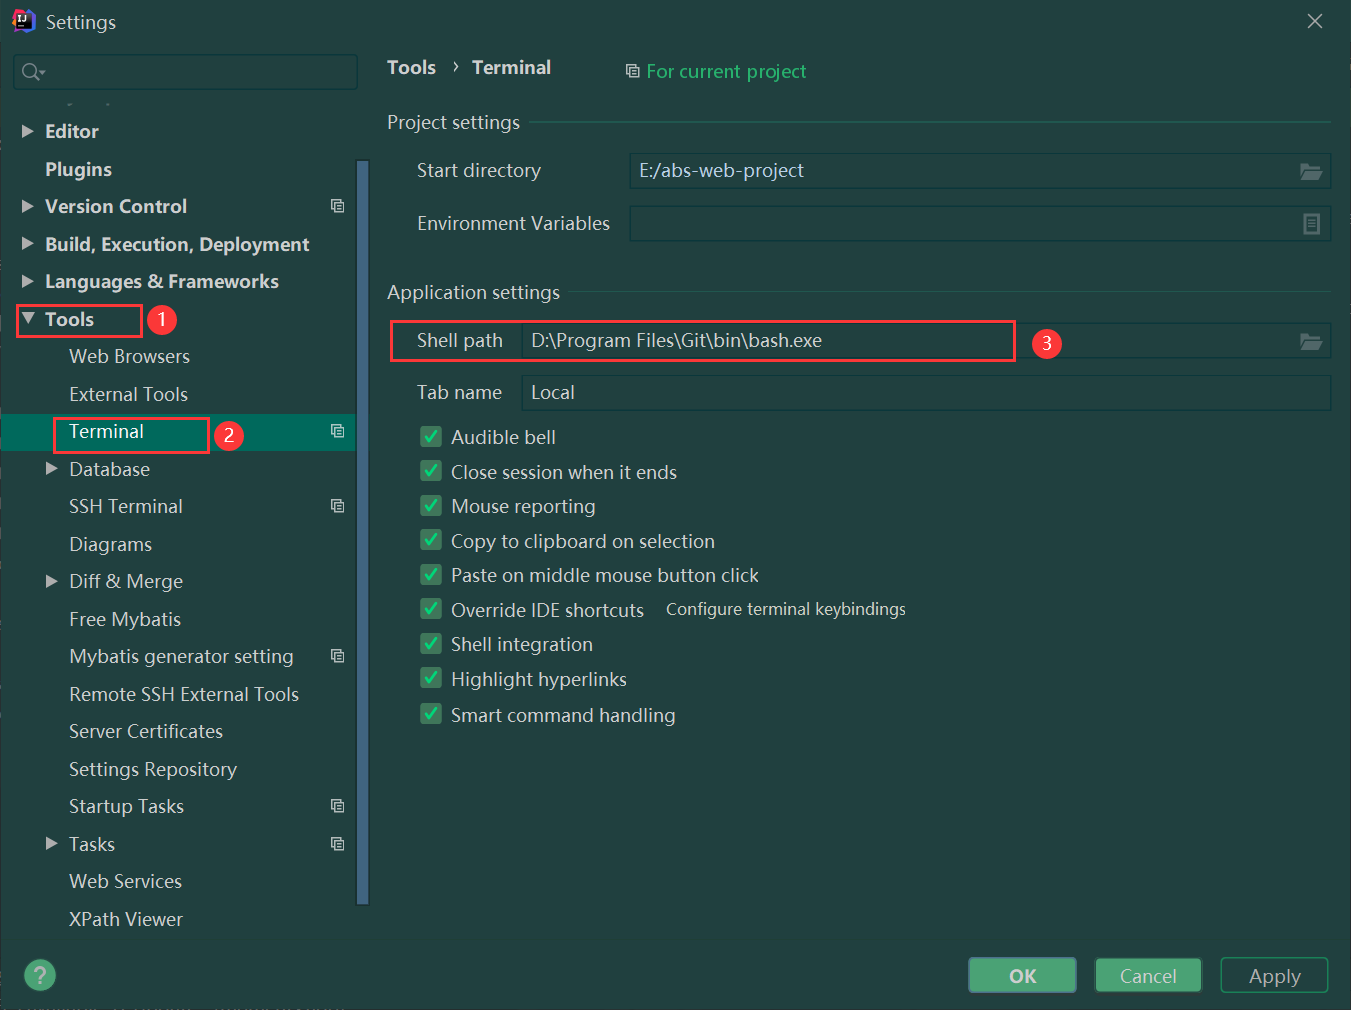 Settings
Tools › Terminal
For current project
Editor
Plugins
Version Control
Build, Execution, Deployment
Languages & Frameworks
Tools
1
Web Browsers
External Tools
Terminal
2
Database
SSH Terminal
Diagrams
Diff & Merge
Free Mybatis
Mybatis generator setting
Remote SSH External Tools
Server Certificates
Settings Repository
Startup Tasks
Tasks
Web Services
XPath Viewer
Project settings
Start directory E:/abs-web-project
Environment Variables
Application settings
Shell path D:\Program Files\Git\bin\bash.exe
3
Tab name Local
Audible bell
Close session when it ends
Mouse reporting
Copy to clipboard on selection
Paste on middle mouse button click
Override IDE shortcuts Configure terminal keybindings
Shell integration
Highlight hyperlinks
Smart command handling
?
OK Cancel Apply